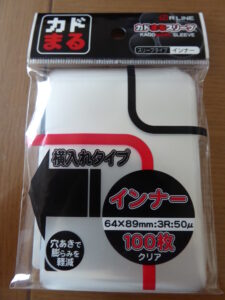 カド
まる
RLINE
カドまるスリーブ
KADO MARU SLEEVE
スリーブタイプ インナー
横入れタイプ
インナー
64×89mm:3R:50μ
100枚
クリア
穴あきで
膨らみを
軽減